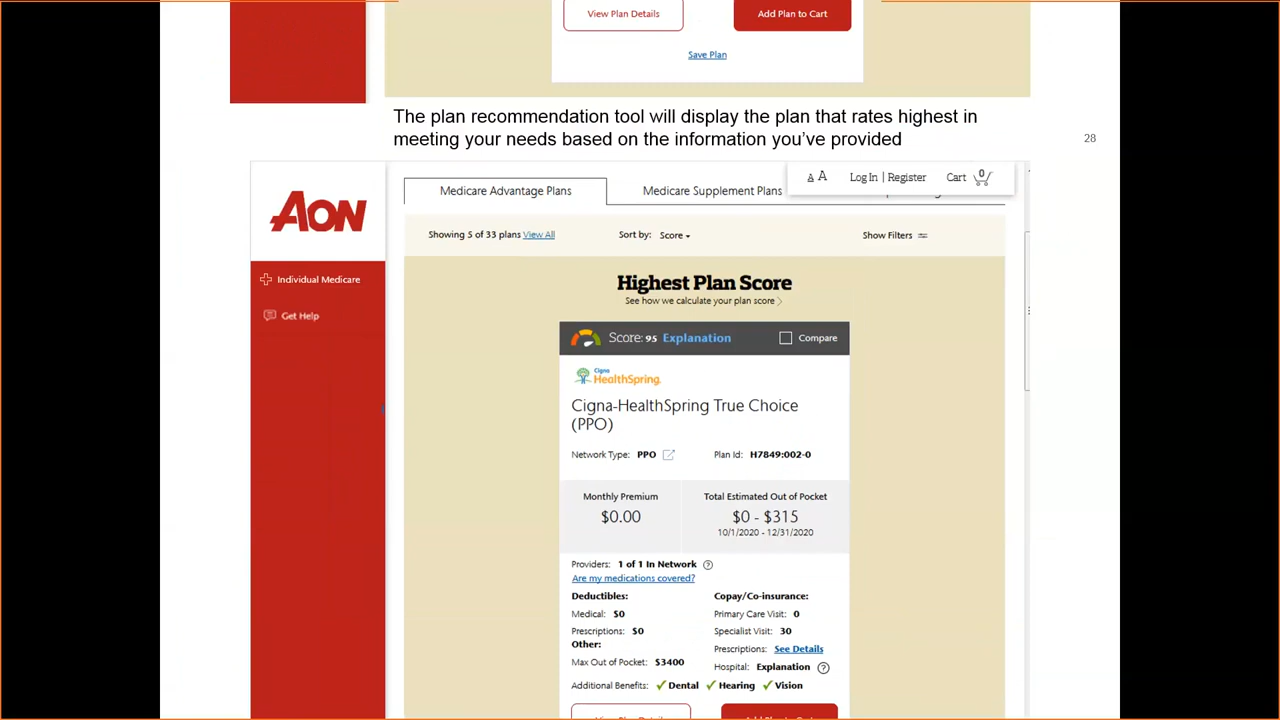 View Plan Details
Add Plan to Cart
Save Plan
The plan recommendation tool will display the plan that rates highest in
meeting your needs based on the information you've provided
28
Medicare Advantage Plans
Medicare Supplement Plans
A A Log In | Register Cart 0
AON
Showing 5 of 33 plans View All
Sort by: Score
Show Filters
Individual Medicare
Get Help
Highest Plan Score
See how we calculate your plan score
Score: 95 Explanation
Compare
Cigna
HealthSpring.
Cigna-HealthSpring True Choice
(PPO)
Network Type: PPO
Plan Id: H7849:002-0
Monthly Premium
$0.00
Total Estimated Out of Pocket
$0 - $315
10/1/2020 - 12/31/2020
Providers: 1 of 1 In Network ?
Are my medications covered?
Deductibles:
Medical: $0
Prescriptions: $0
Other:
Max Out of Pocket: $3400
Copay/Co-insurance:
Primary Care Visit: 0
Specialist Visit: 30
Prescriptions: See Details
Hospital: Explanation ?
Additional Benefits: Dental Hearing Vision